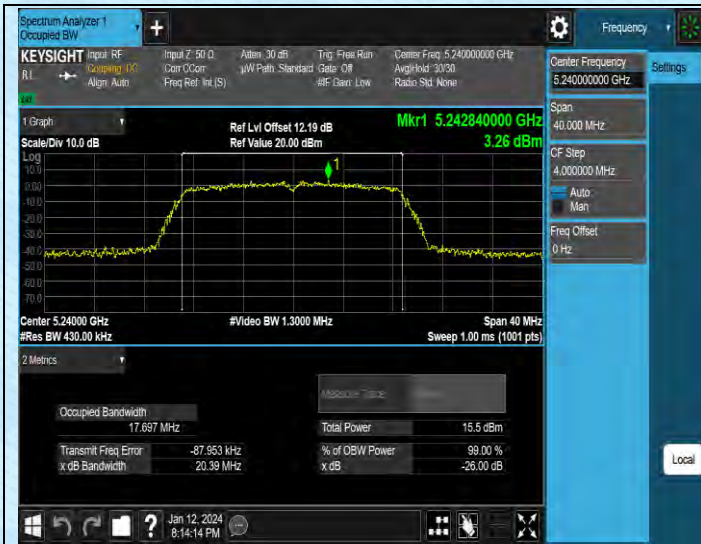 Spectrum Analyzer 1
Occupied BW
Frequency
KEYSIGHT Input: RF Input Z: 50 Ω Atten: 30 dB Trig: Free Run Center Freq: 5.240000000 GHz
RL Coupling: DC Corr CCorr µW Path: Standard Gate: Off Avg|Hold: 30/30
Align: Auto Freq Ref: Int (S) #IF Gain: Low Radio Std: None
Center Frequency
5.240000000 GHz
Settings
Span
40.000 MHz
CF Step
4.000000 MHz
Auto
Man
Freq Offset
0 Hz
1 Graph
Ref Lvl Offset 12.19 dB
Mkr1 5.242840000 GHz
Scale/Div 10.0 dB
Ref Value 20.00 dBm
3.26 dBm
Log
10.0
0.00
-10.0
-20.0
-30.0
-40.0
-50.0
-60.0
-70.0
1
Center 5.24000 GHz
#Video BW 1.3000 MHz
Span 40 MHz
#Res BW 430.00 kHz
Sweep 1.00 ms (1001 pts)
2 Metrics
Measure Trace
Occupied Bandwidth
17.697 MHz
Total Power 15.5 dBm
Transmit Freq Error -87.953 kHz
% of OBW Power 99.00 %
x dB Bandwidth 20.39 MHz
x dB -26.00 dB
Local
Jan 12, 2024
8:14:14 PM